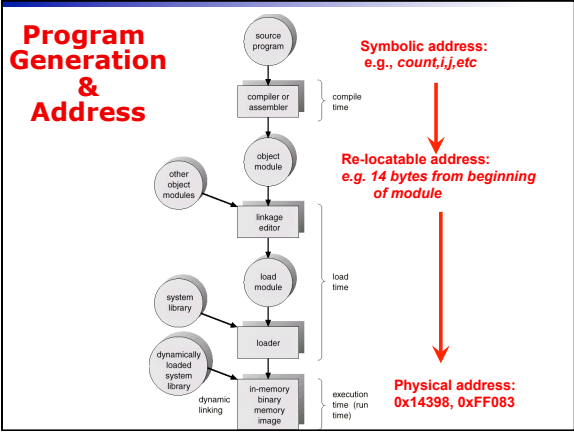 Program
Generation
&
Address
source
program
compiler or
assembler
compile
time
object
module
other
object
modules
linkage
editor
load
module
load
time
system
library
loader
dynamically
loaded
system
library
dynamic
linking
in-memory
binary
memory
image
execution
time (run
time)
Symbolic address:
e.g., count,i,j,etc
Re-locatable address:
e.g. 14 bytes from beginning
of module
Physical address:
0x14398, 0xFF083